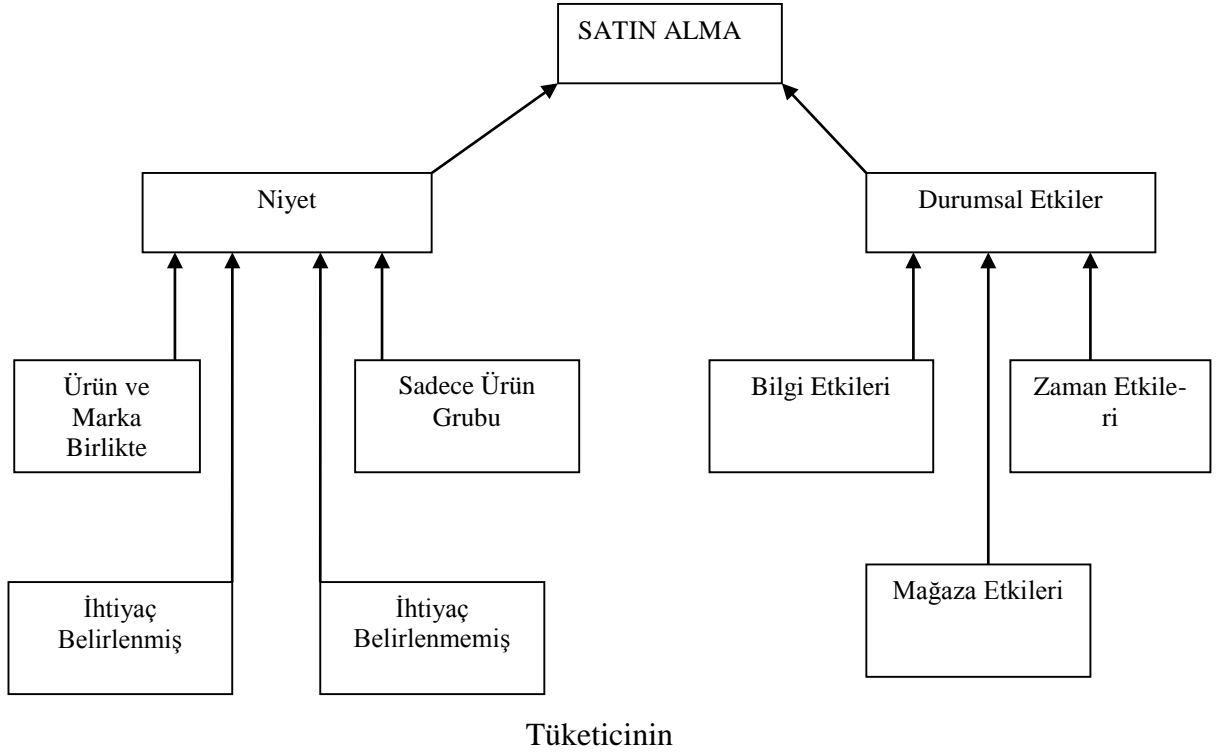 SATIN ALMA
Niyet
Durumsal Etkiler
Ürün ve
Marka
Birlikte
Sadece Ürün
Grubu
Bilgi Etkileri
Zaman Etkile-
ri
İhtiyaç
Belirlenmiş
İhtiyaç
Belirlenmemiş
Mağaza Etkileri
Tüketicinin